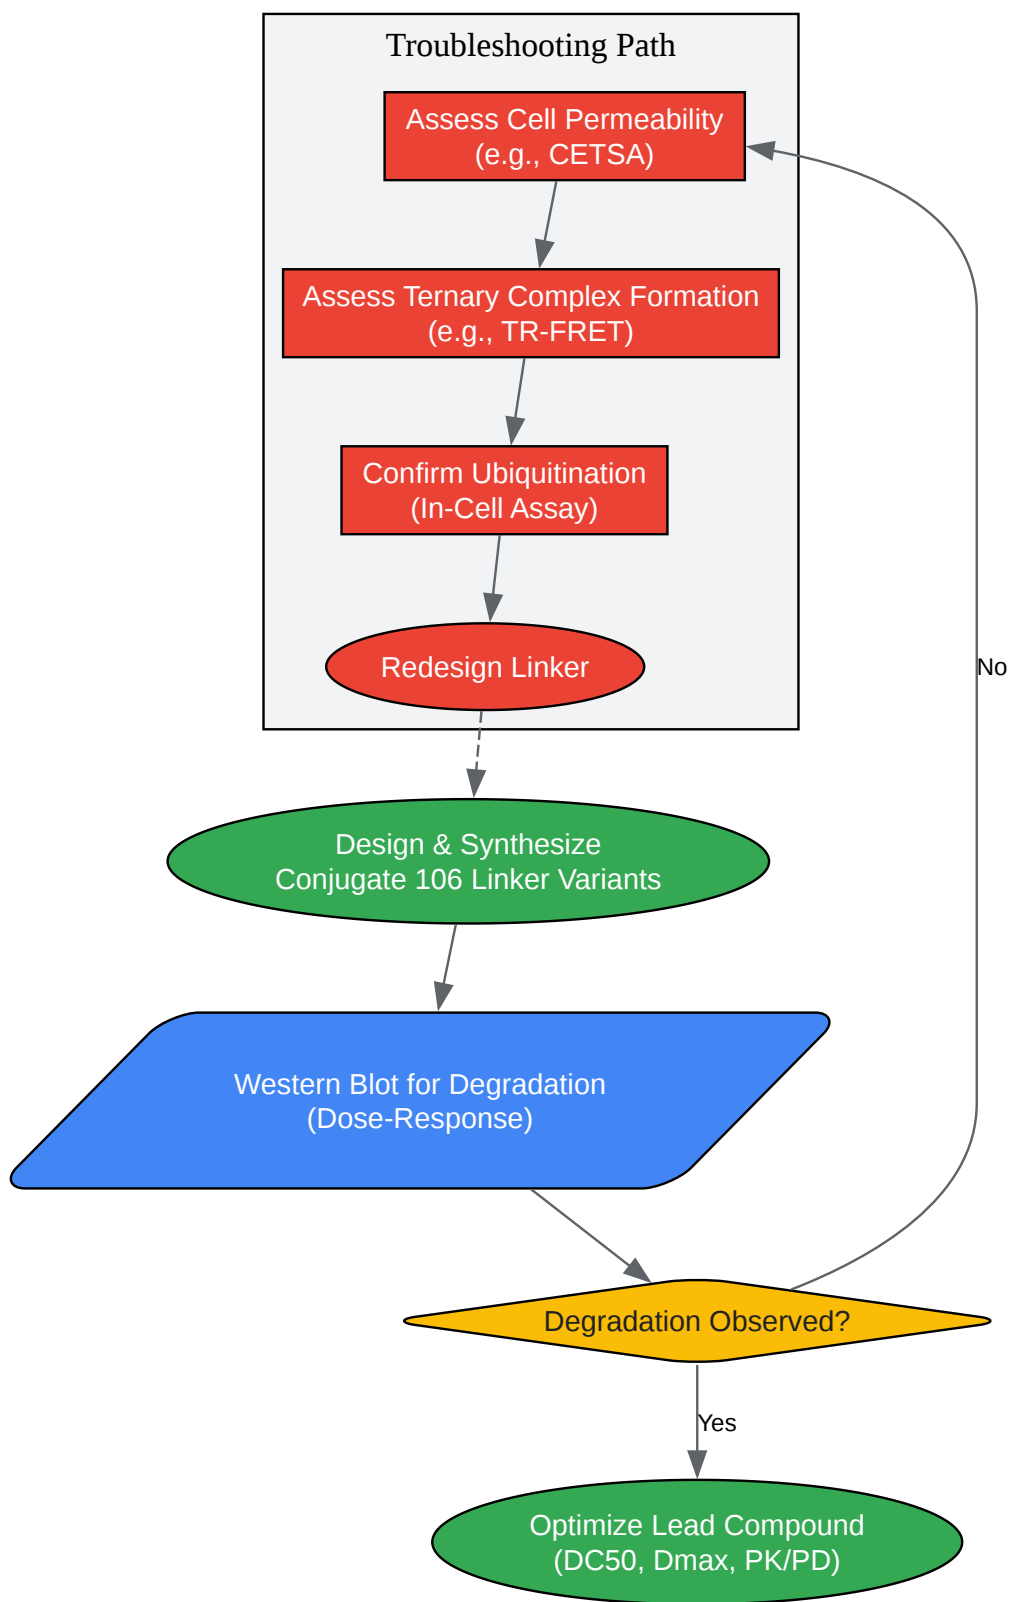 Troubleshooting Path
Assess Cell Permeability
(e.g., CETSA)
Assess Ternary Complex Formation
(e.g., TR-FRET)
Confirm Ubiquitination
(In-Cell Assay)
Redesign Linker
No
Design & Synthesize
Conjugate 106 Linker Variants
Western Blot for Degradation
(Dose-Response)
Degradation Observed?
Yes
Optimize Lead Compound
(DC50, Dmax, PK/PD)